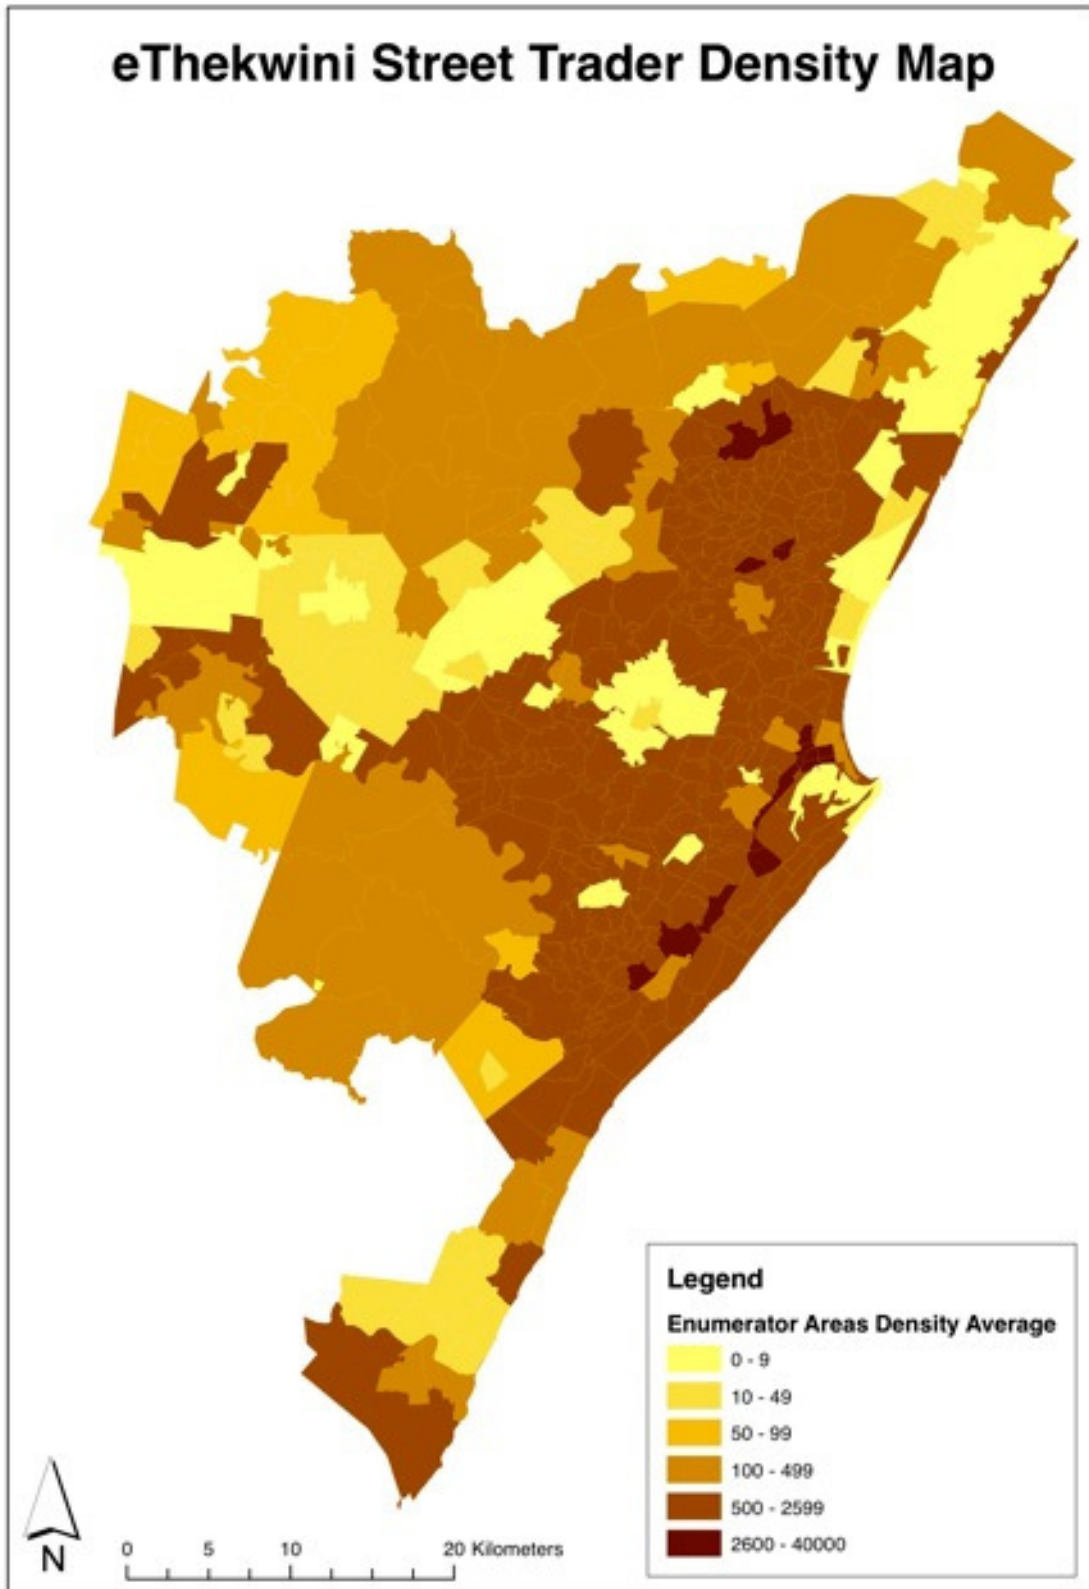 eThekwini Street Trader Density Map
Legend
Enumerator Areas Density Average
0 - 9
10 - 49
50 - 99
100 - 499
500 - 2599
2600 - 40000
N
0 5 10 20 Kilometers